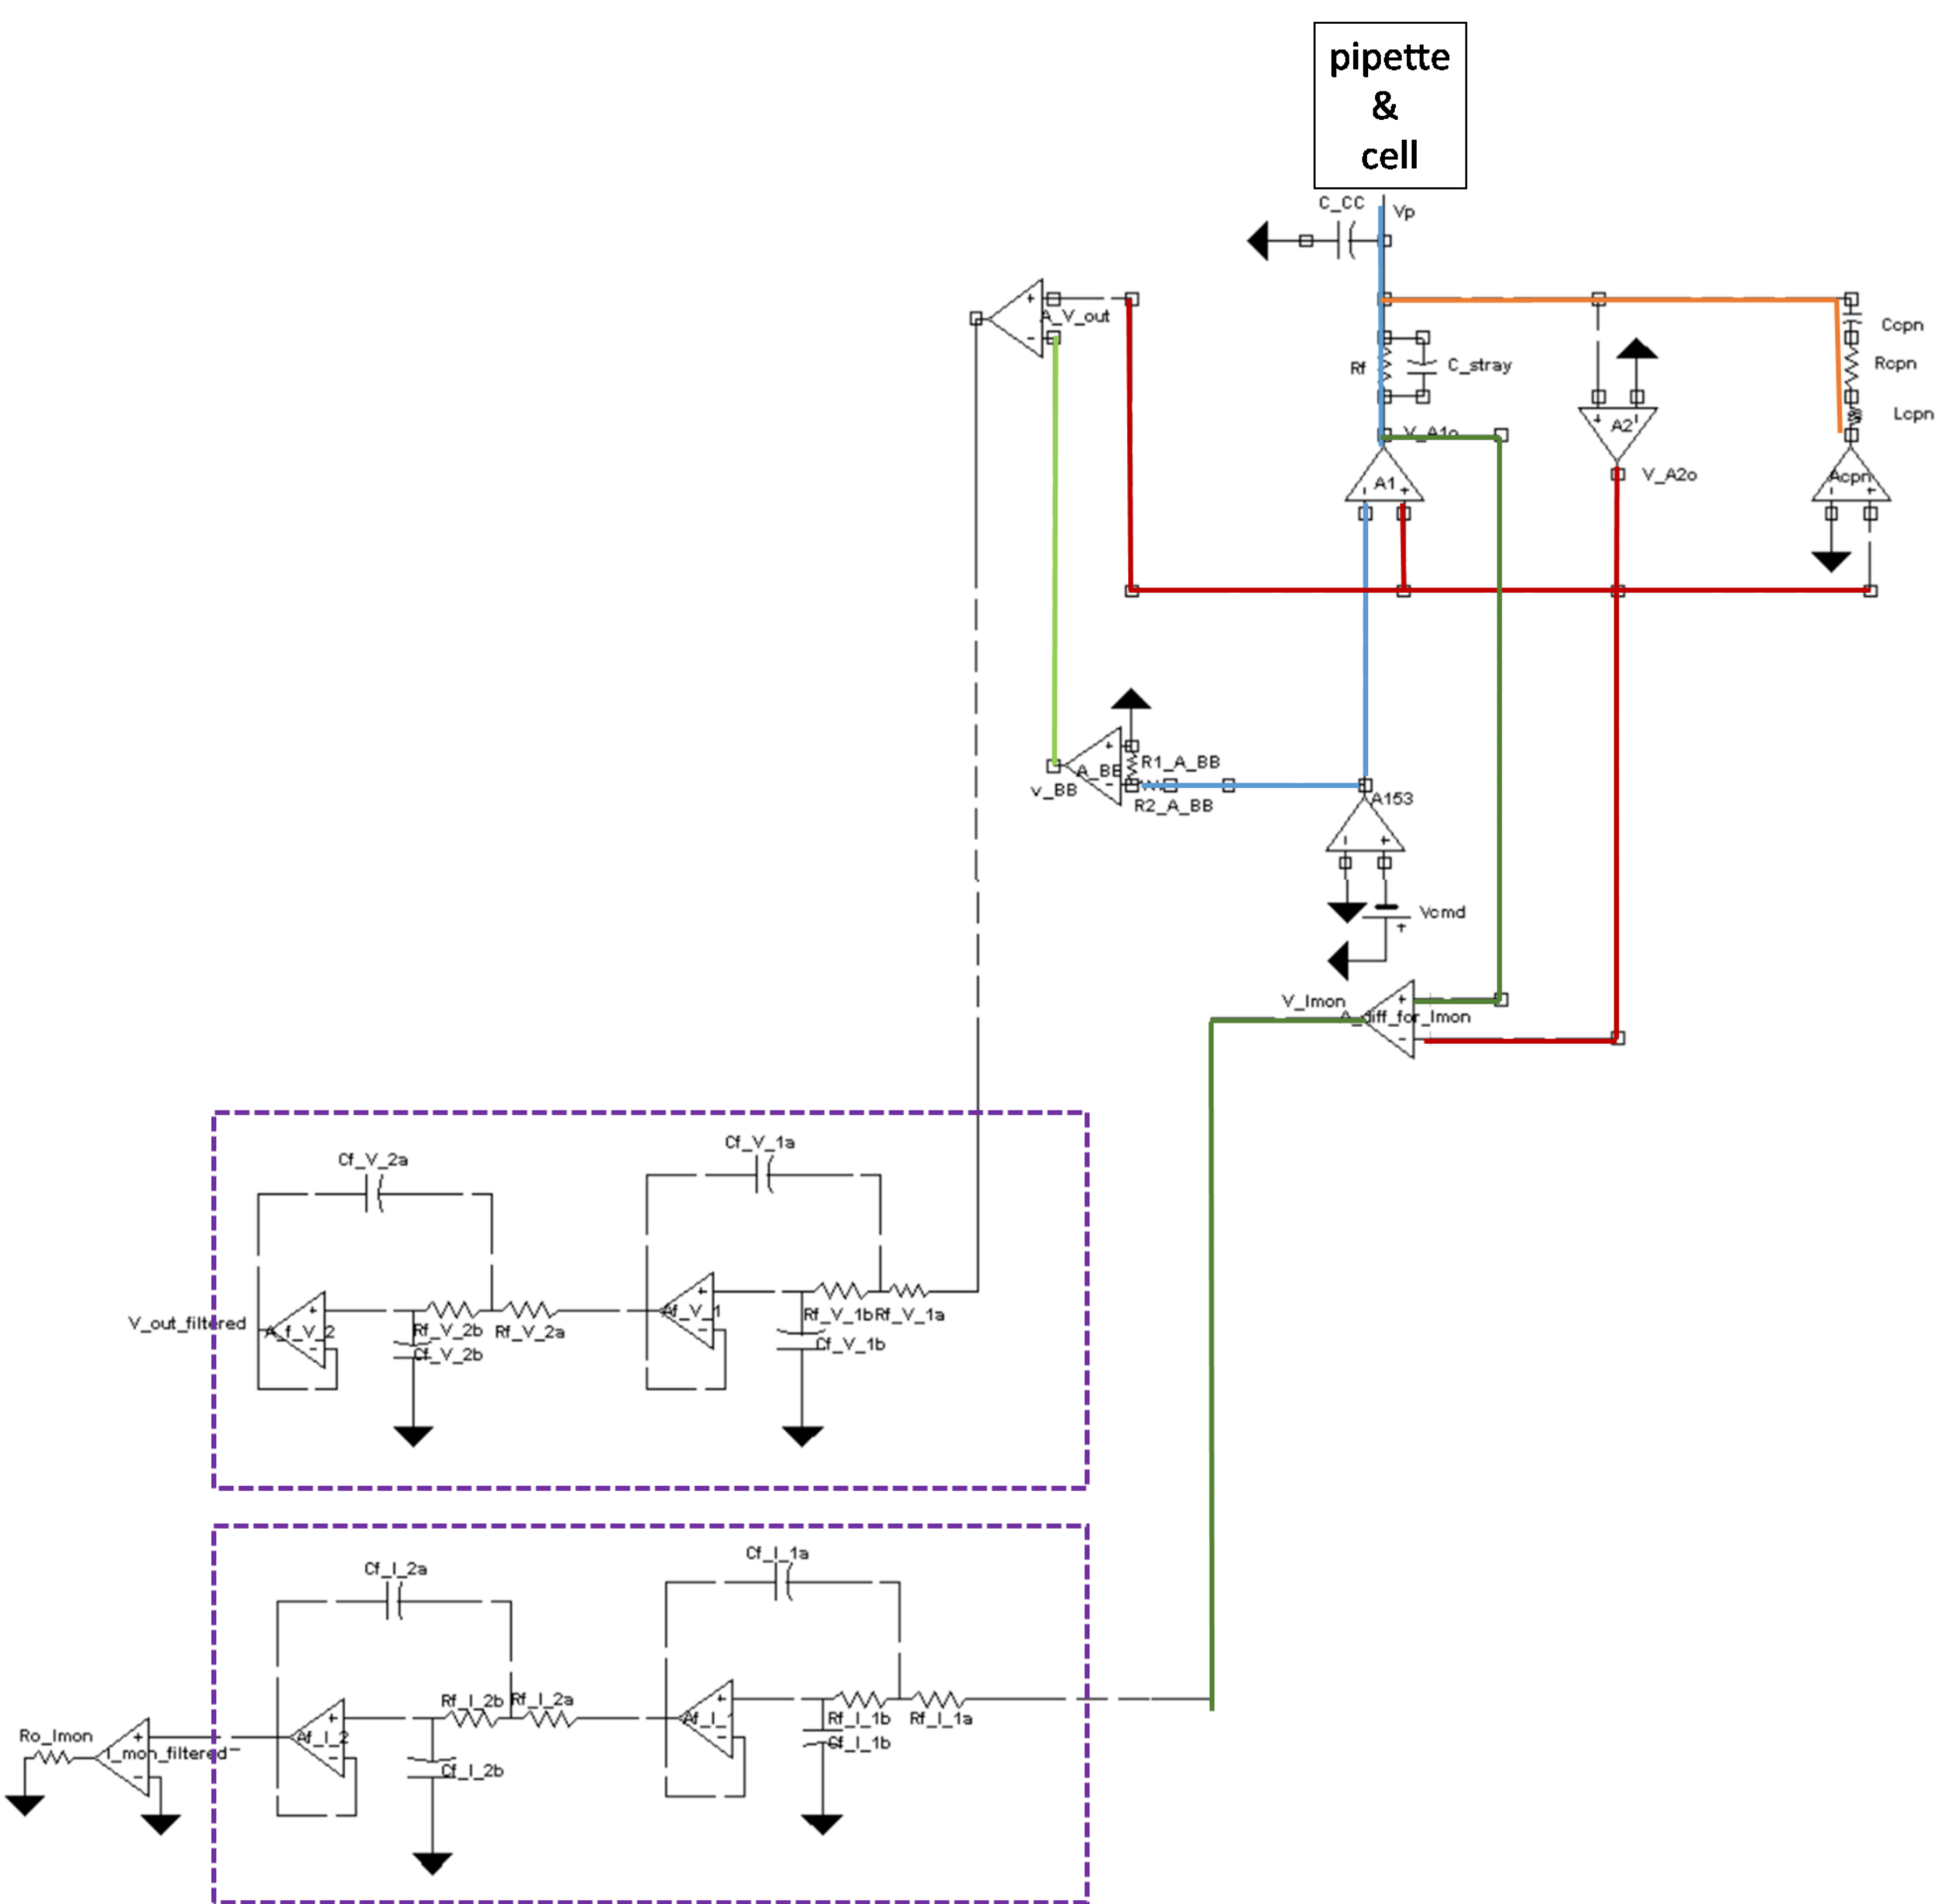 pipette
&
cell
C_CC
Vp
A_V_out
+
-
Rf
C_stray
Ccpn
Rcpn
Lcpn
V_A1o
A1
- +
A2
+ -
V_A2o
Acpn
- +
+
A_BB
-
v_BB
R1_A_BB
R2_A_BB
A153
- +
Vcmd
+
V_Imon
+
A_diff_for_Imon
-
Cf_V_2a
Cf_V_1a
V_out_filtered
+
A_f_V_2
-
Rf_V_2b
Rf_V_2a
Cf_V_2b
+
Af_V_1
-
Rf_V_1b
Rf_V_1a
Cf_V_1b
Cf_I_2a
Cf_I_1a
Ro_Imon
+
I_mon_filtered
-
+
Af_I_2
-
Rf_I_2b
Rf_I_2a
Cf_I_2b
+
-
Rf_I_1b
Rf_I_1a
Cf_I_1b